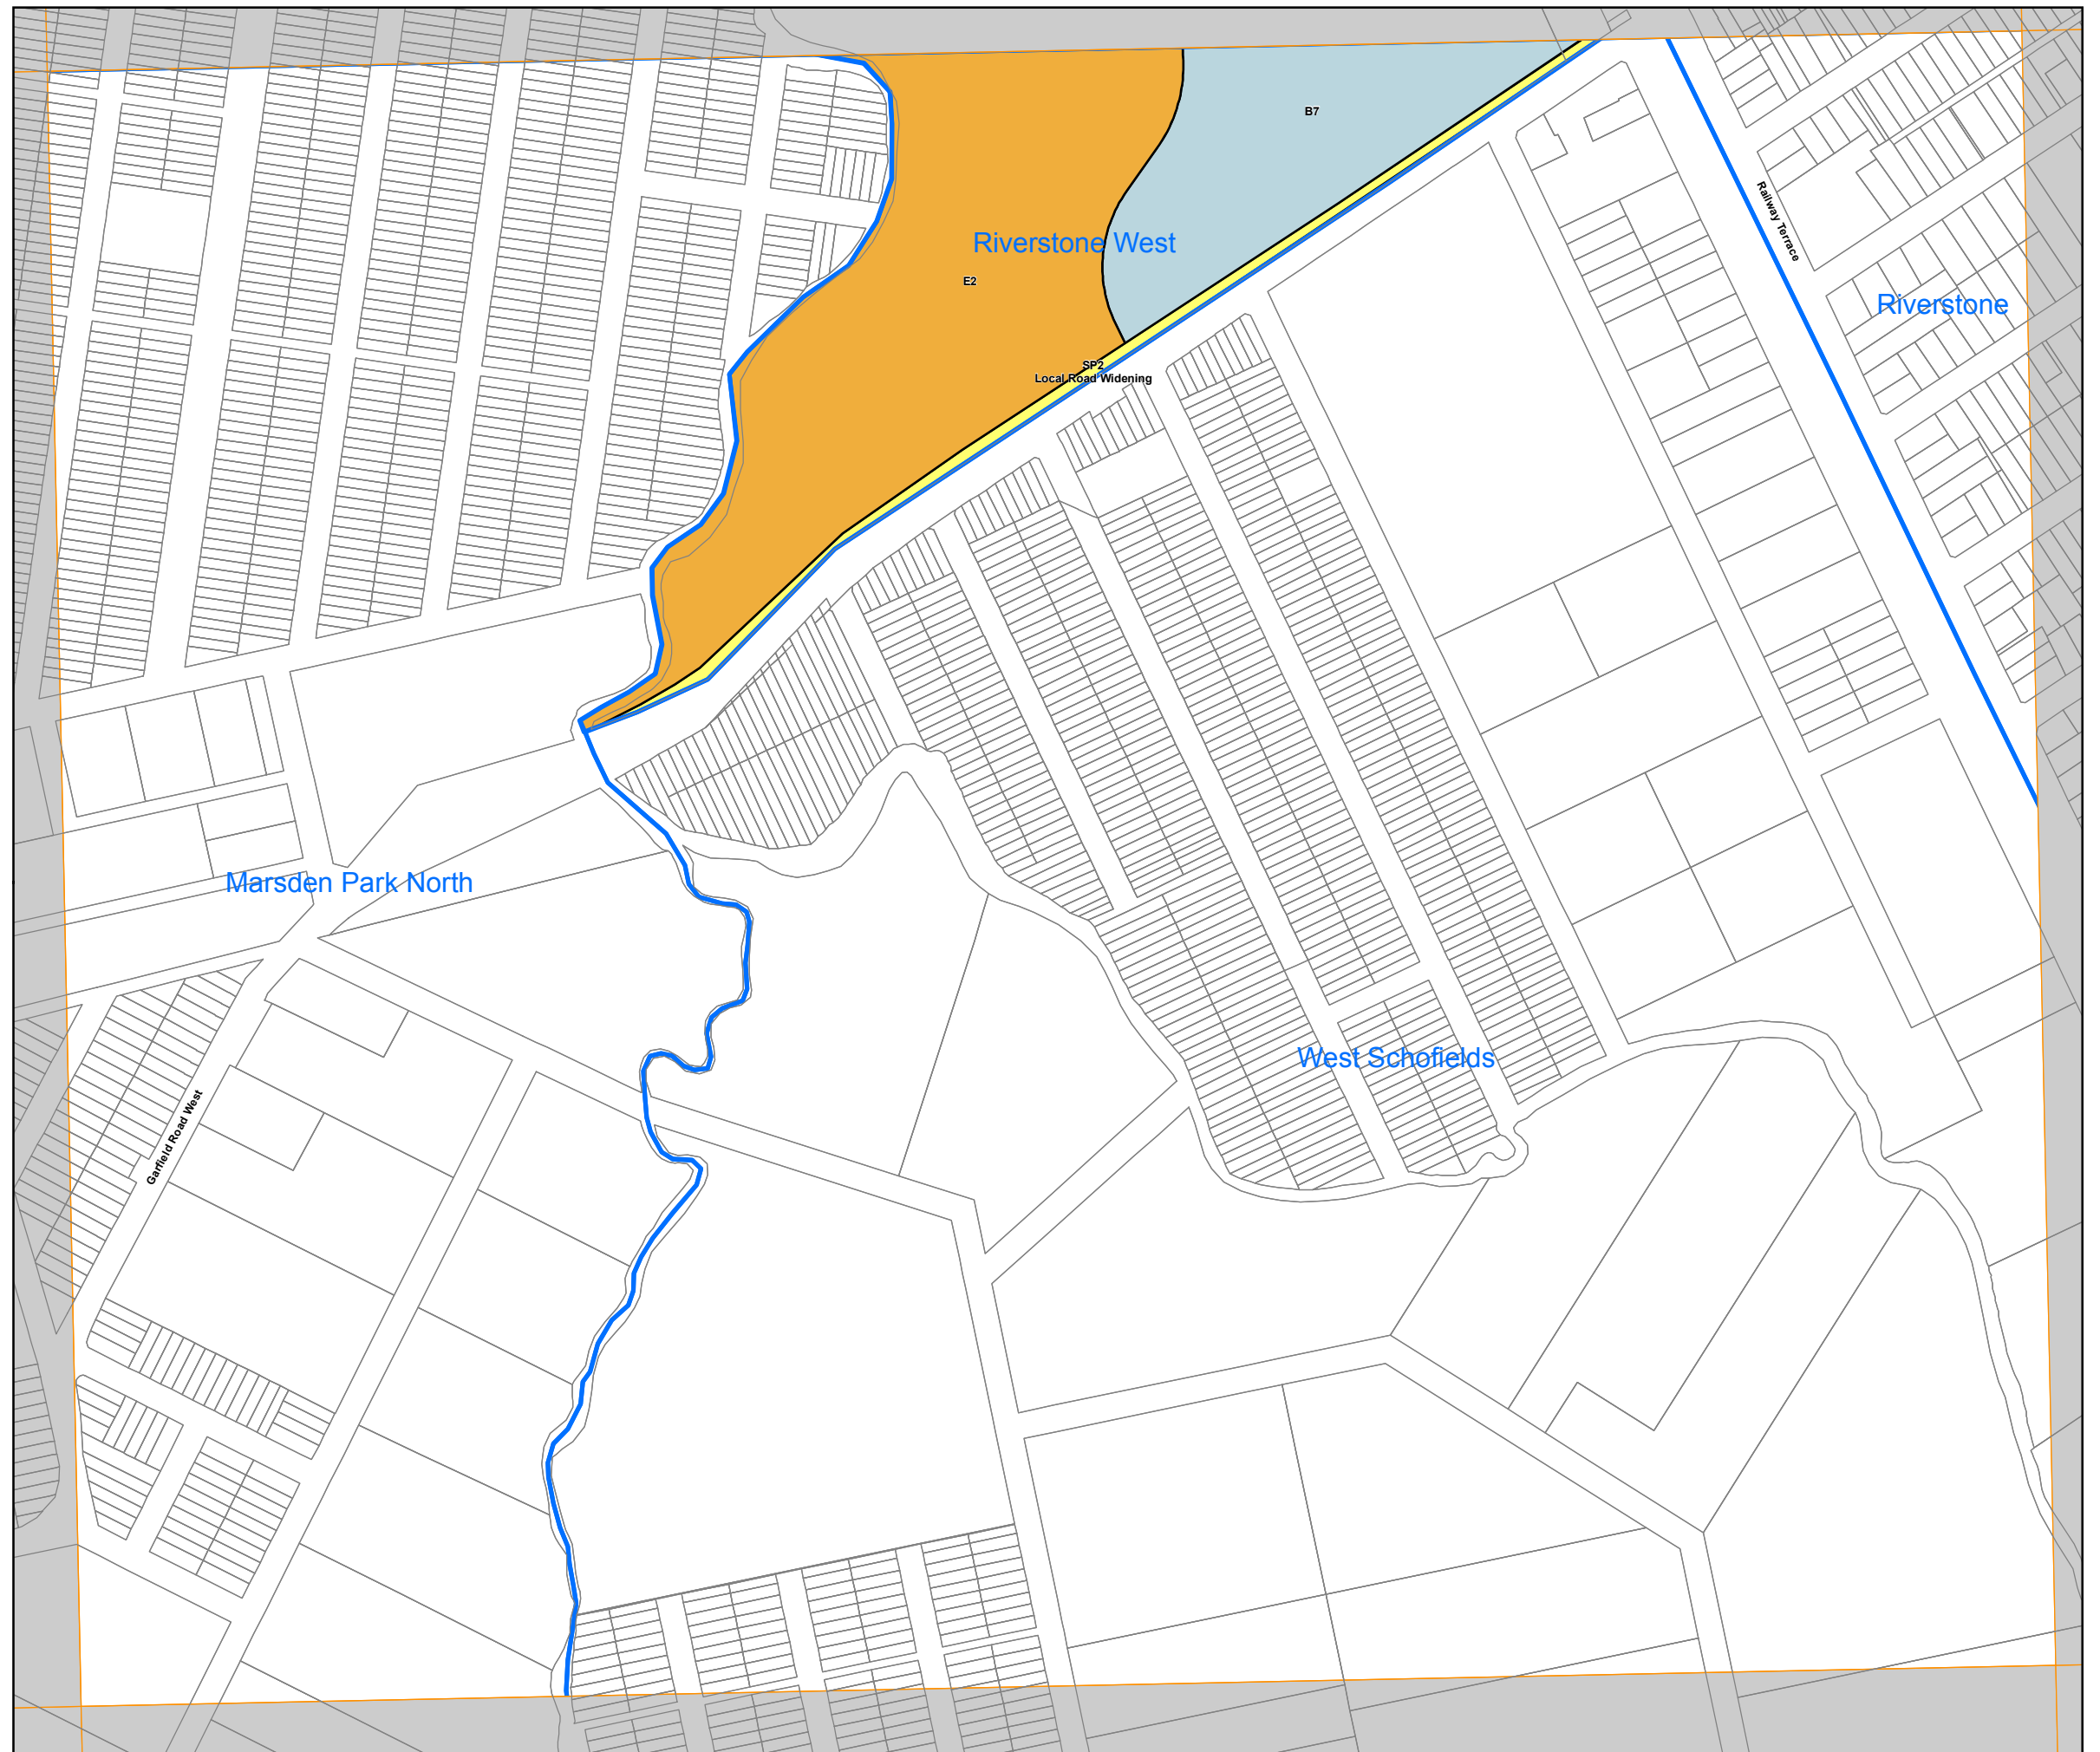 B7
Railway Terrace
Riverstone West
E2
Riverstone
SP2
Local Road Widening
Marsden Park North
West Schofields
Garfield Road West